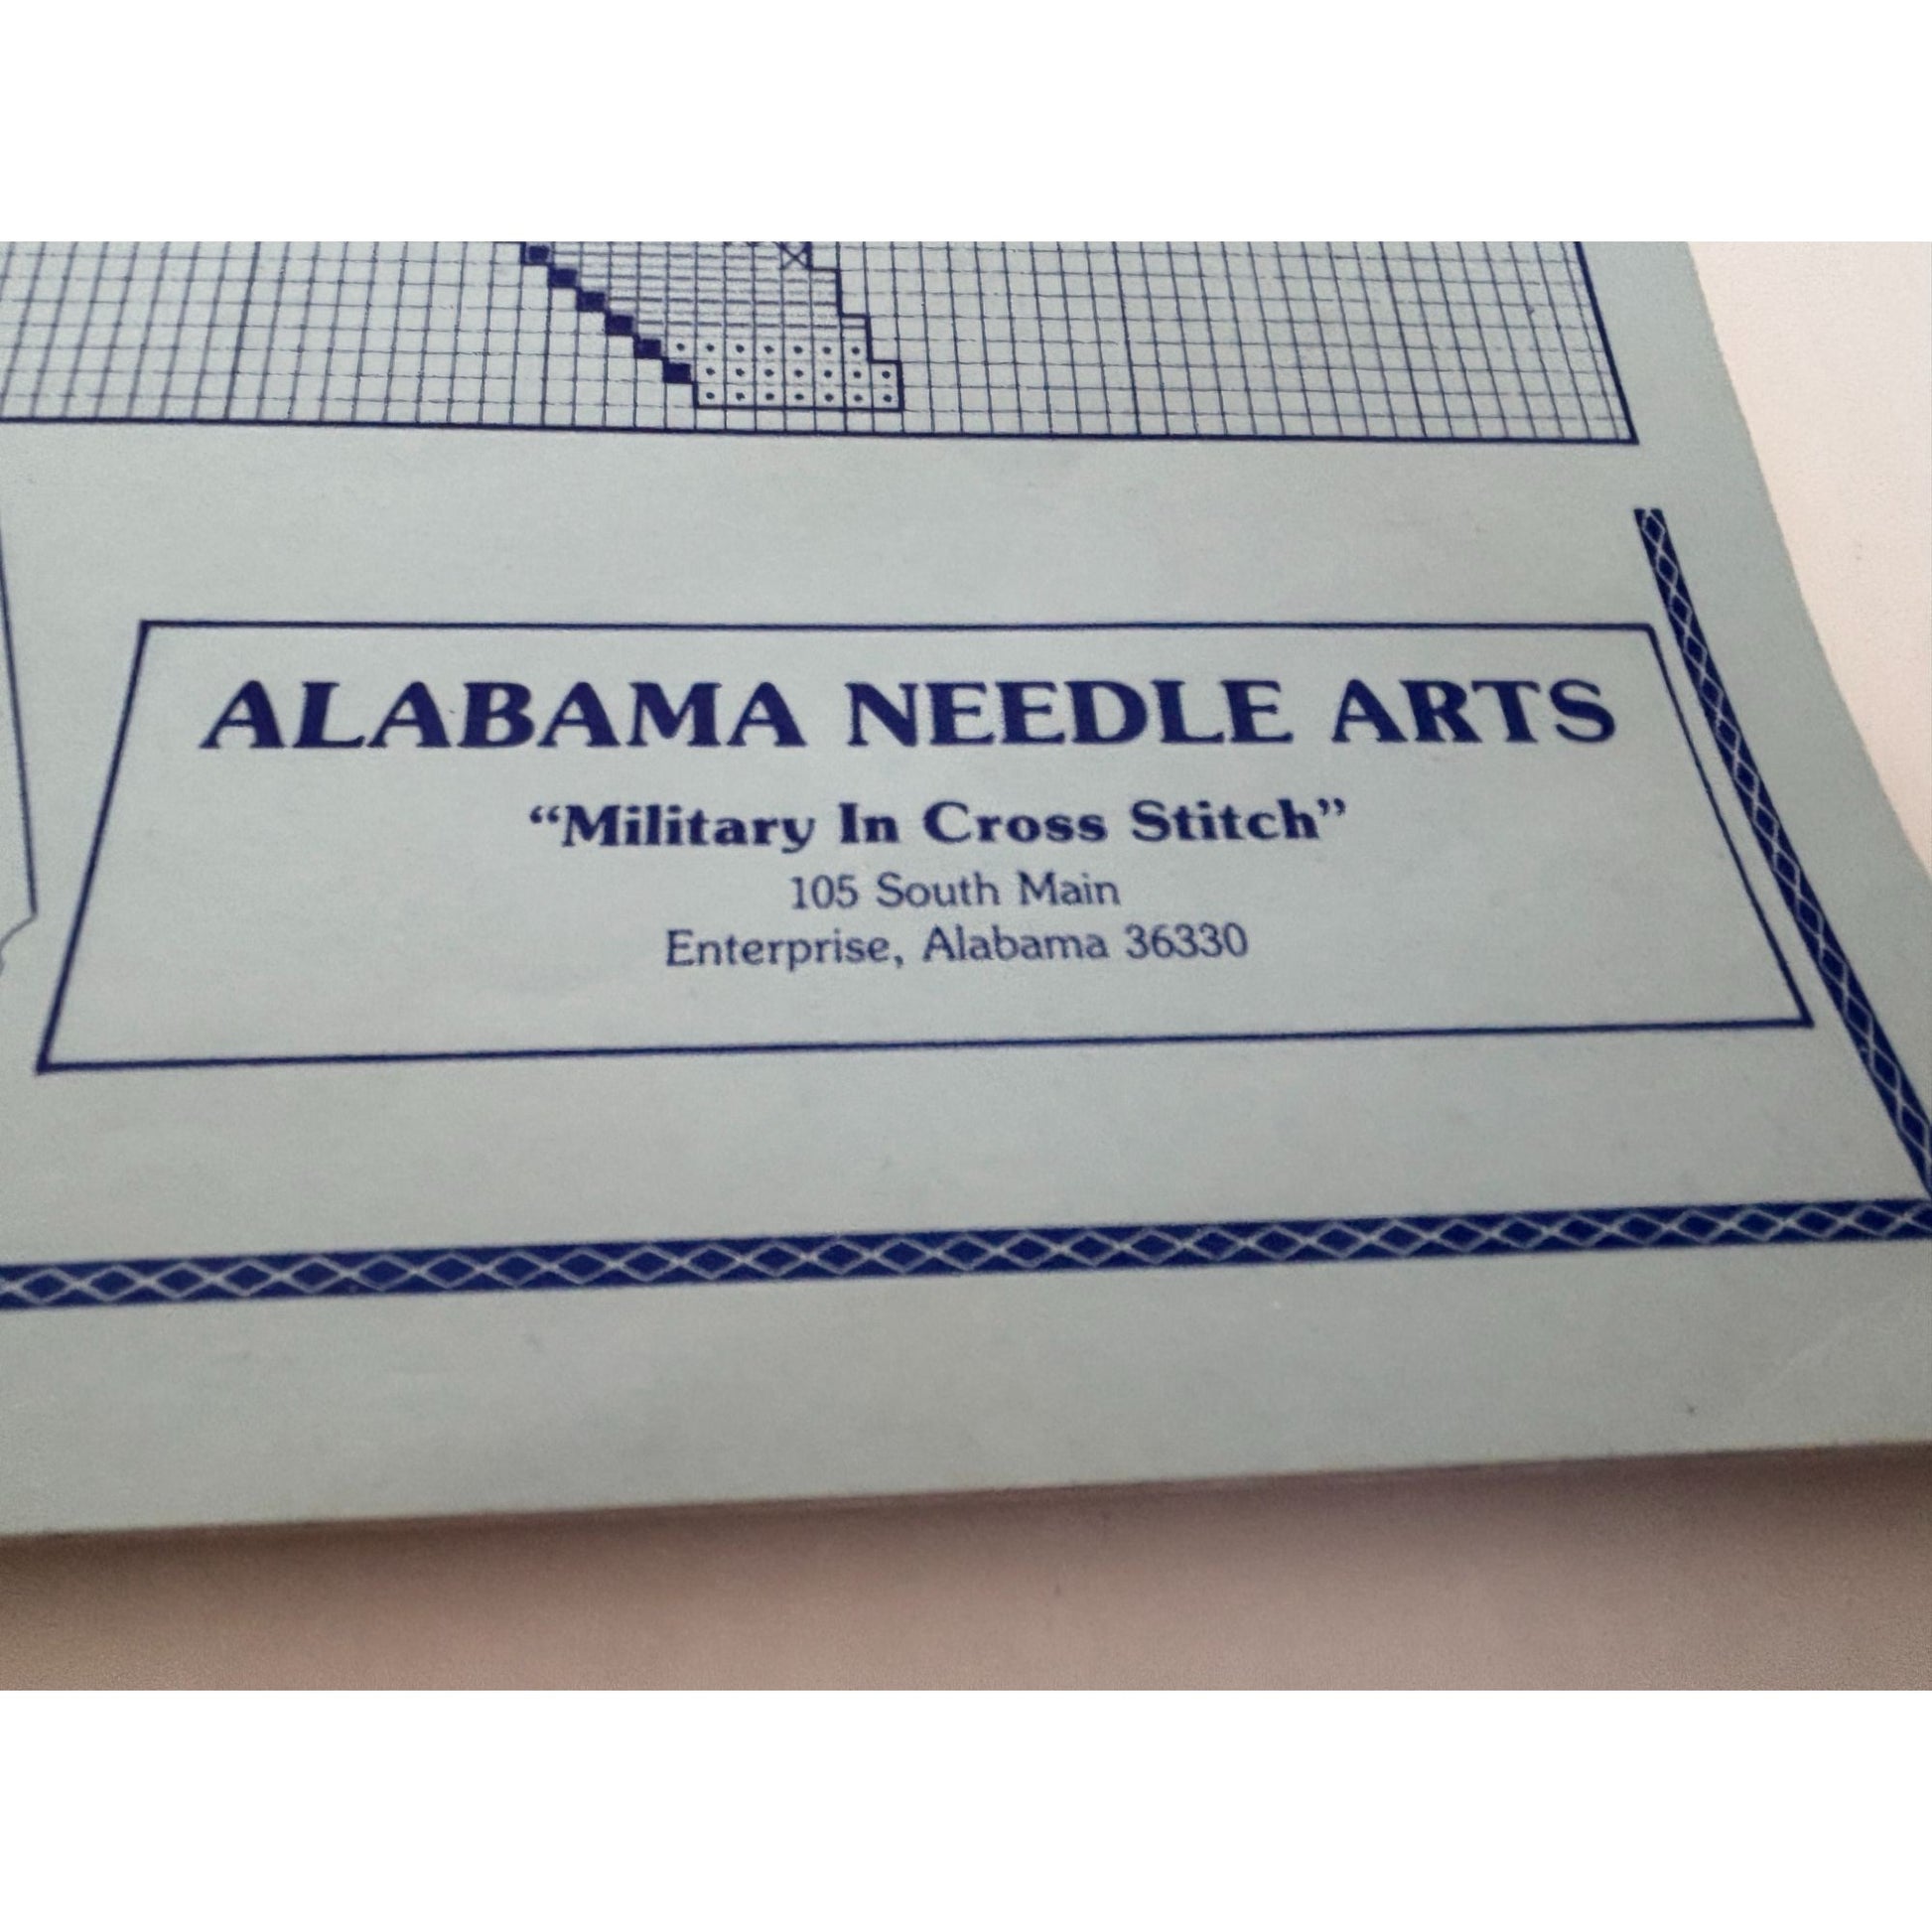 ALABAMA NEEDLE ARTS
“Military In Cross Stitch”
105 South Main
Enterprise, Alabama 36330